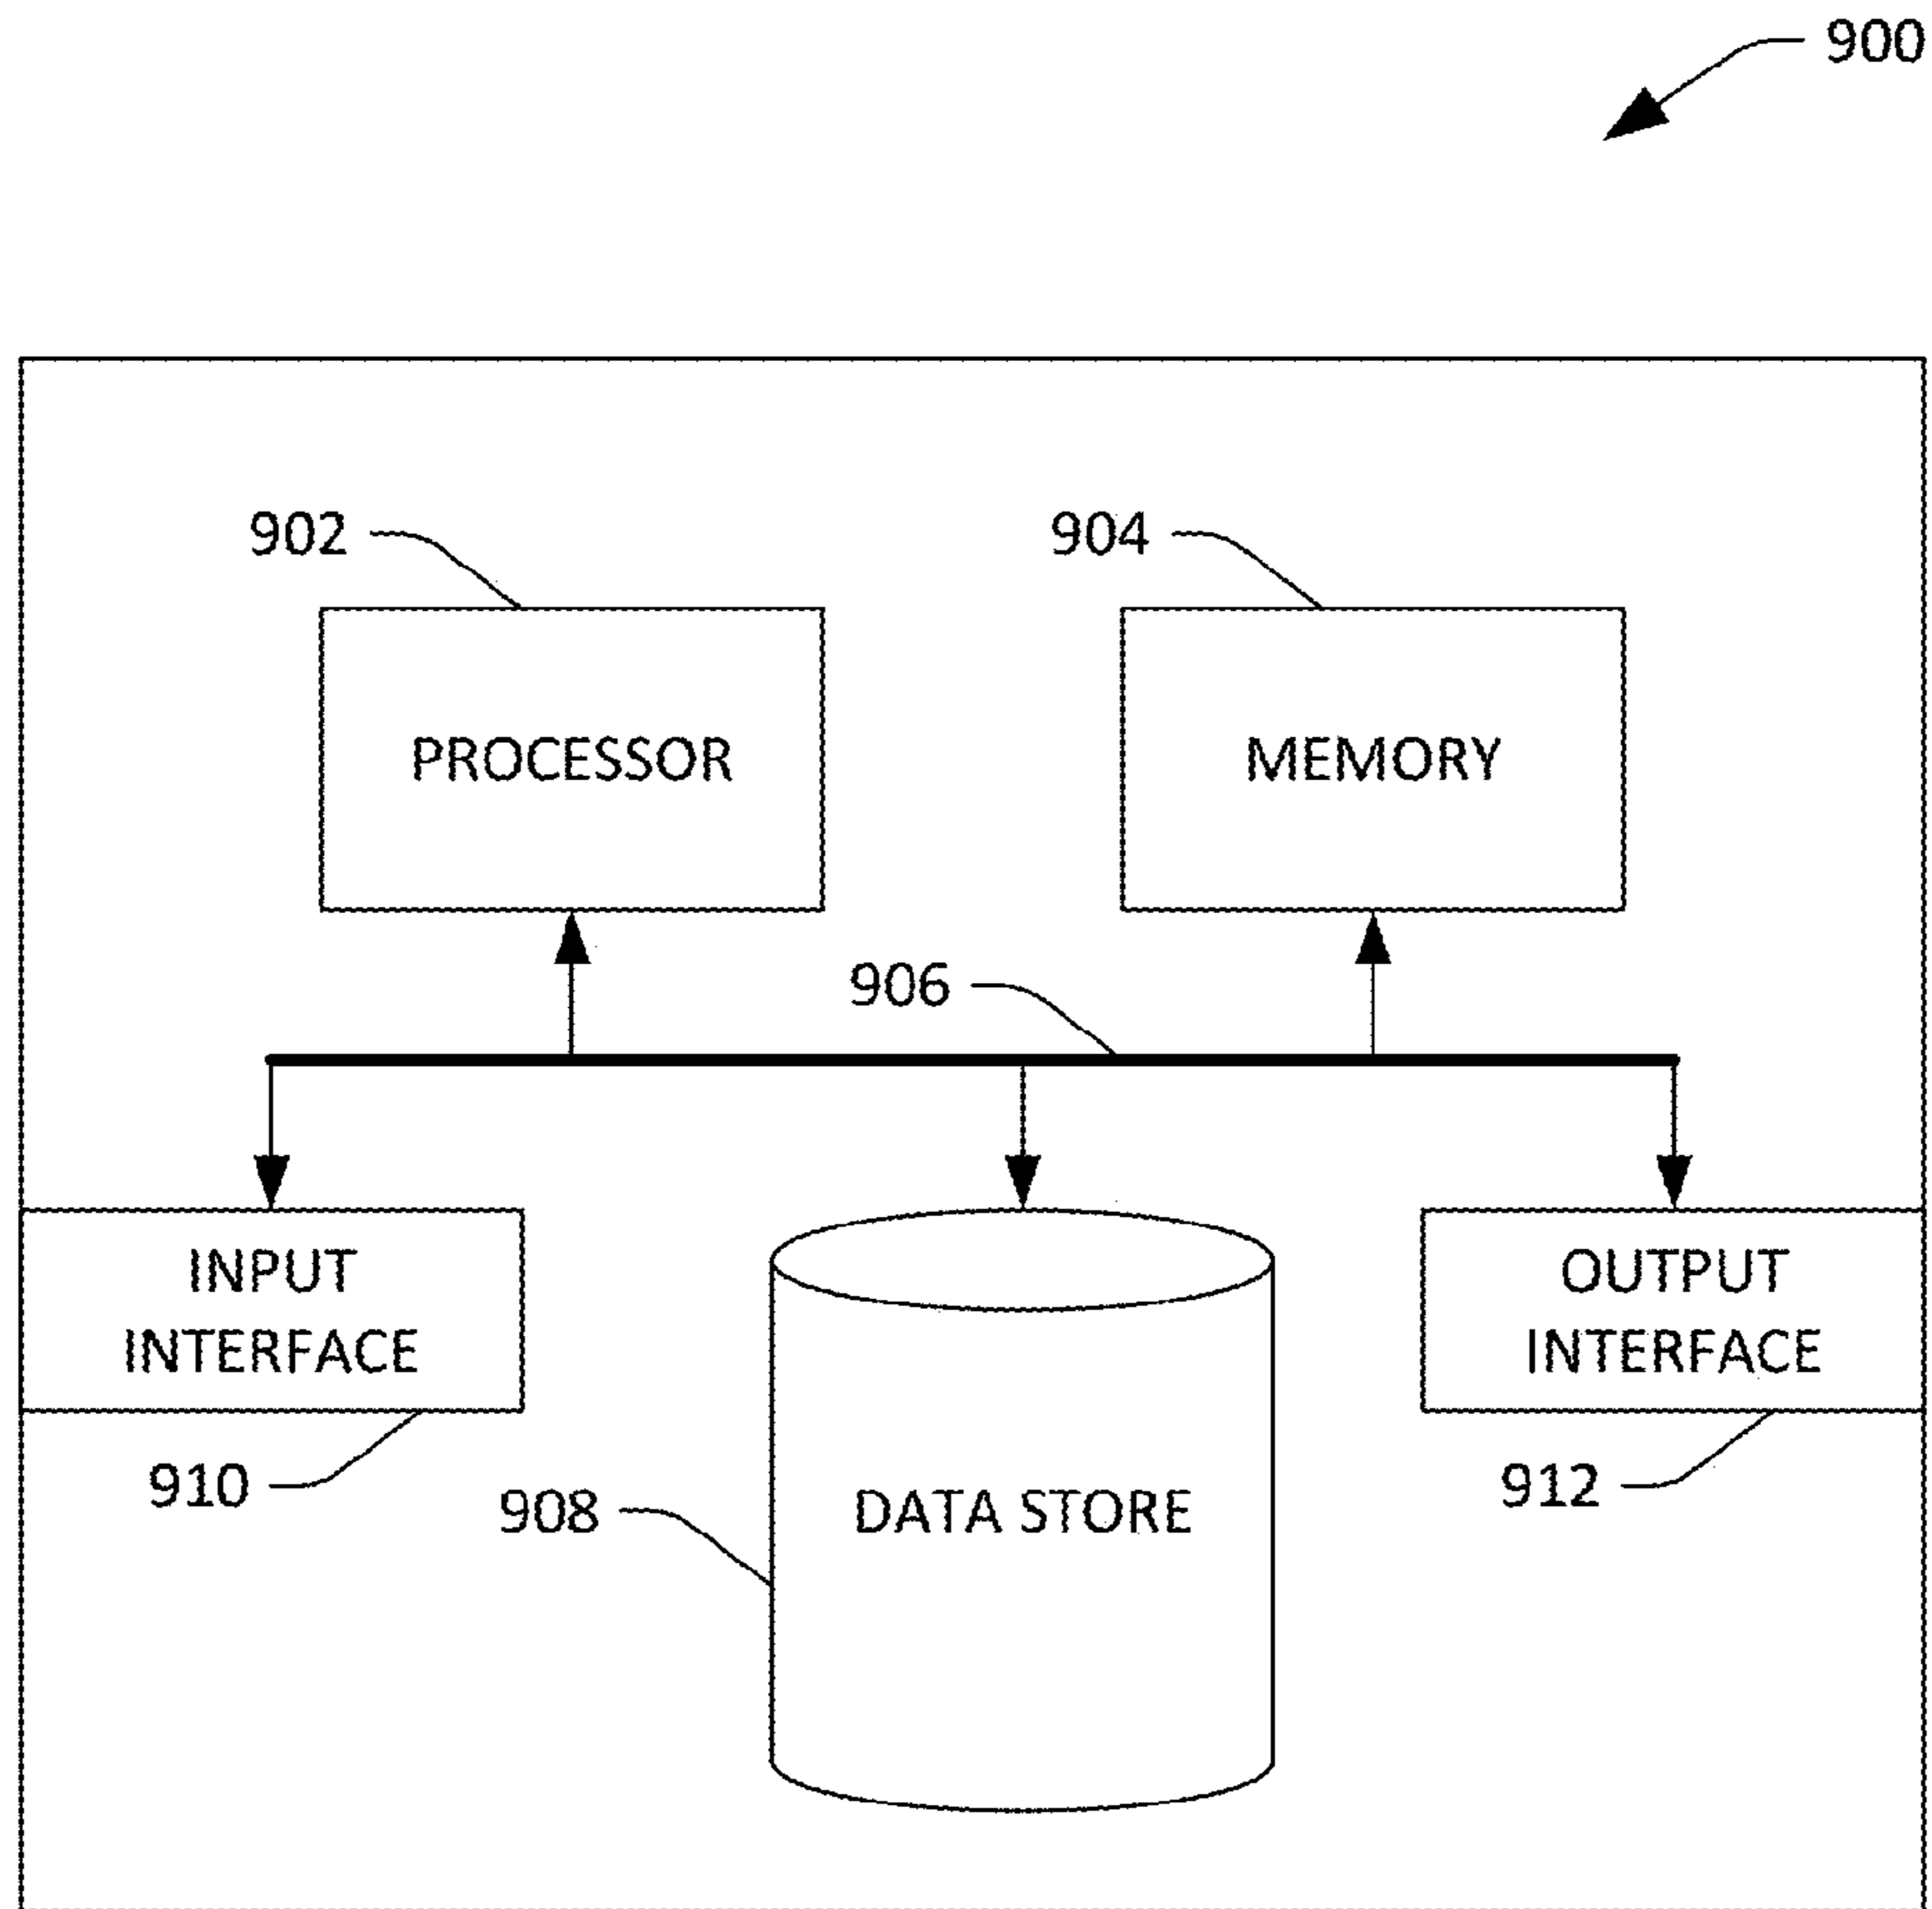 900
902
904
PROCESSOR
MEMORY
906
INPUT
INTERFACE
OUTPUT
INTERFACE
910
908
DATA STORE
912